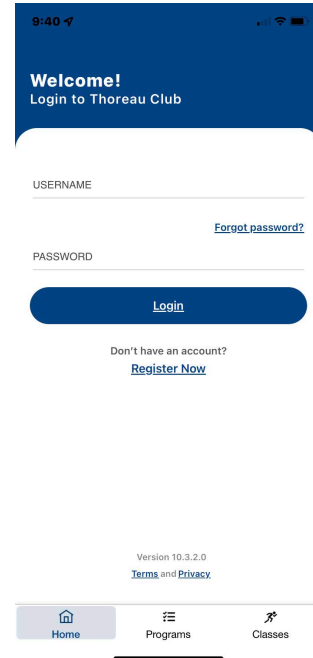 9:40
Welcome!
Login to Thoreau Club
USERNAME
Forgot password?
PASSWORD
Login
Don't have an account?
Register Now
Version 10.3.2.0
Terms and Privacy
Home Programs Classes